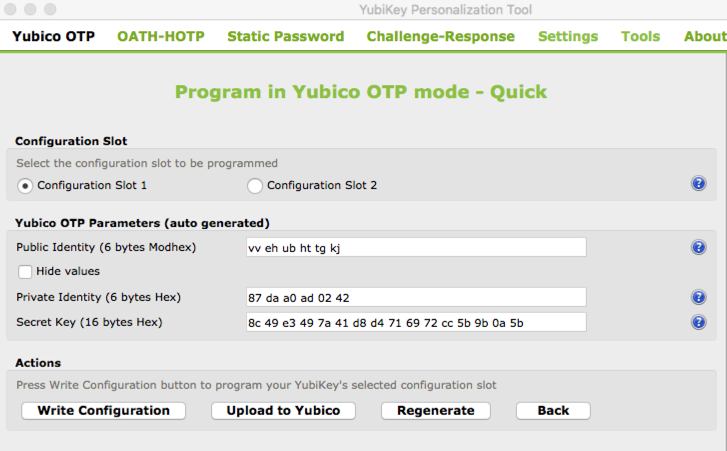 YubiKey Personalization Tool
Yubico OTP OATH-HOTP Static Password Challenge-Response Settings Tools About
Program in Yubico OTP mode - Quick
Configuration Slot
Select the configuration slot to be programmed
Configuration Slot 1 Configuration Slot 2 ?
Yubico OTP Parameters (auto generated)
Public Identity (6 bytes Modhex) vv eh ub ht tg kj ?
Hide values
Private Identity (6 bytes Hex) 87 da a0 ad 02 42 ?
Secret Key (16 bytes Hex) 8c 49 e3 49 7a 41 d8 d4 71 69 72 cc 5b 9b 0a 5b ?
Actions
Press Write Configuration button to program your YubiKey's selected configuration slot
Write Configuration Upload to Yubico Regenerate Back